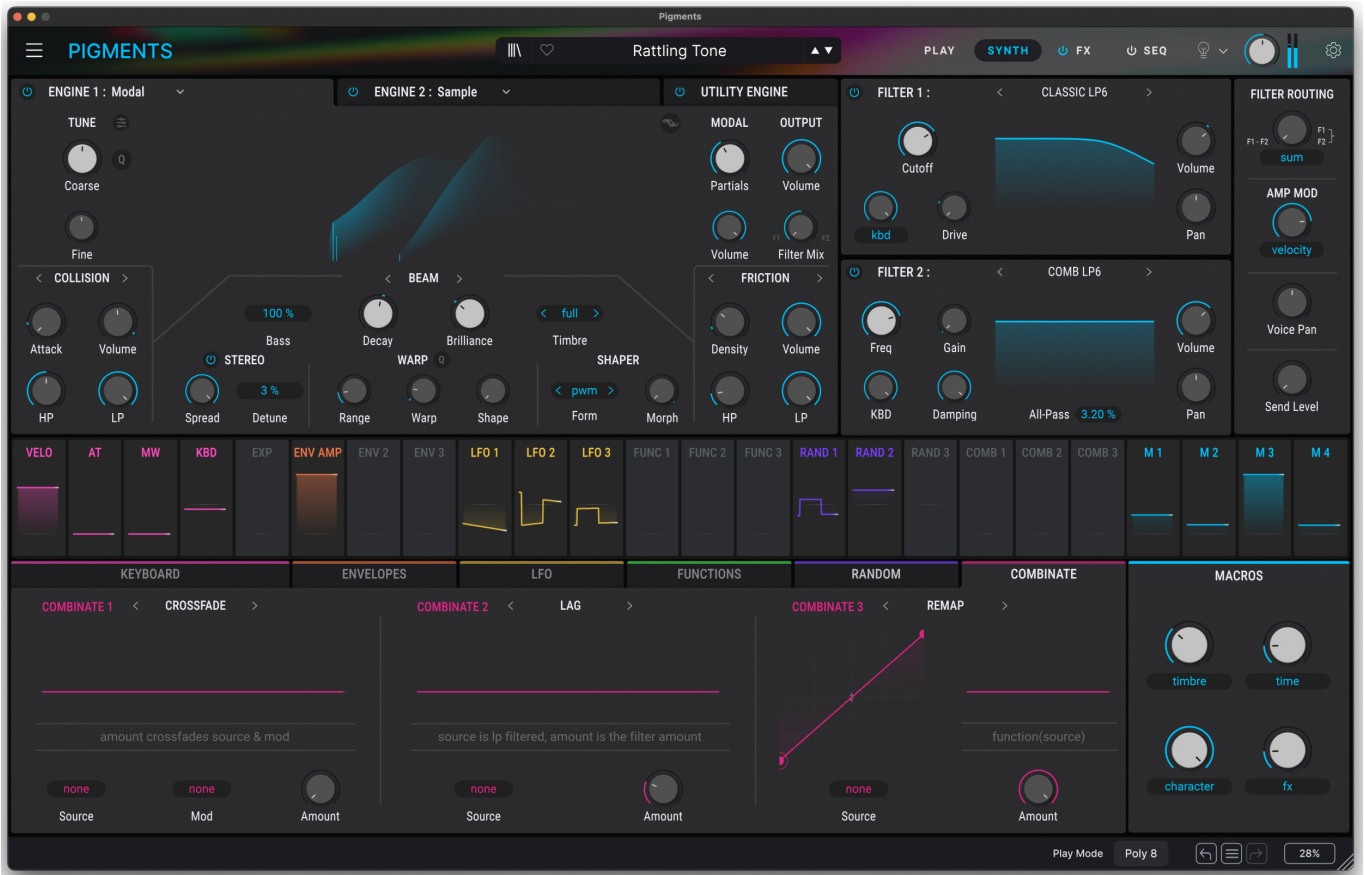 Pigments
PIGMENTS
Rattling Tone
PLAY SYNTH FX SEQ
ENGINE 1 : Modal
ENGINE 2 : Sample
UTILITY ENGINE
TUNE
Q
Coarse
Fine
MODAL OUTPUT
Partials Volume
F1 F2
Volume Filter Mix
< COLLISION >
Attack Volume
HP LP
< BEAM >
100 %
Bass
Decay
Brilliance
< full >
Timbre
STEREO
3 %
Spread Detune
WARP Q
Range Warp Shape
SHAPER
< pwm >
Form Morph
< FRICTION >
Density Volume
HP LP
FILTER 1 : < CLASSIC LP6 >
Cutoff
Volume
kbd
Drive
Pan
FILTER 2 : < COMB LP6 >
Freq Gain
Volume
KBD Damping
All-Pass 3.20 %
Pan
FILTER ROUTING
F1 - F2
F1
F2
sum
AMP MOD
velocity
Voice Pan
Send Level
VELO AT MW KBD EXP ENV AMP ENV 2 ENV 3 LFO 1 LFO 2 LFO 3 FUNC 1 FUNC 2 FUNC 3 RAND 1 RAND 2 RAND 3 COMB 1 COMB 2 COMB 3 M 1 M 2 M 3 M 4
KEYBOARD ENVELOPES LFO FUNCTIONS RANDOM COMBINATE MACROS
COMBINATE 1 < CROSSFADE >
amount crossfades source & mod
none none
Source Mod Amount
COMBINATE 2 < LAG >
source is lp filtered, amount is the filter amount
none
Source Amount
COMBINATE 3 < REMAP >
function(source)
none
Source Amount
timbre time
character fx
Play Mode Poly 8 28%